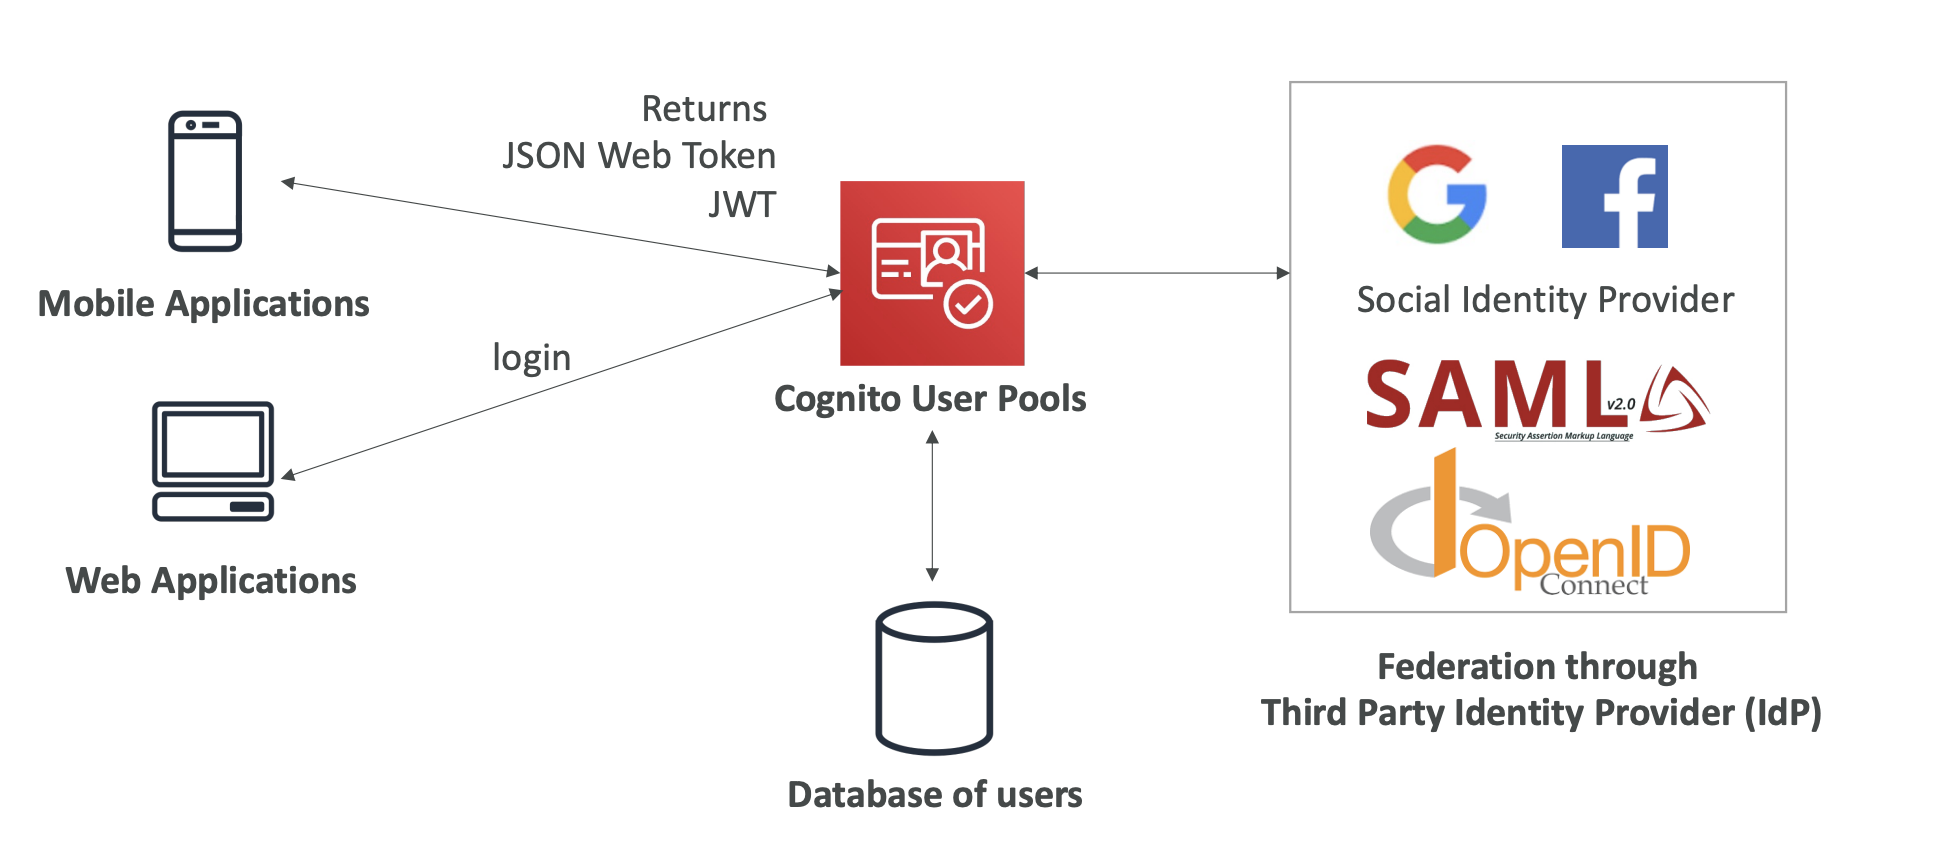 Returns
JSON Web Token
JWT
Mobile Applications
login
Web Applications
Cognito User Pools
Database of users
Social Identity Provider
SAML v2.0
Security Assertion Markup Language
OpenID
Connect
Federation through
Third Party Identity Provider (IdP)